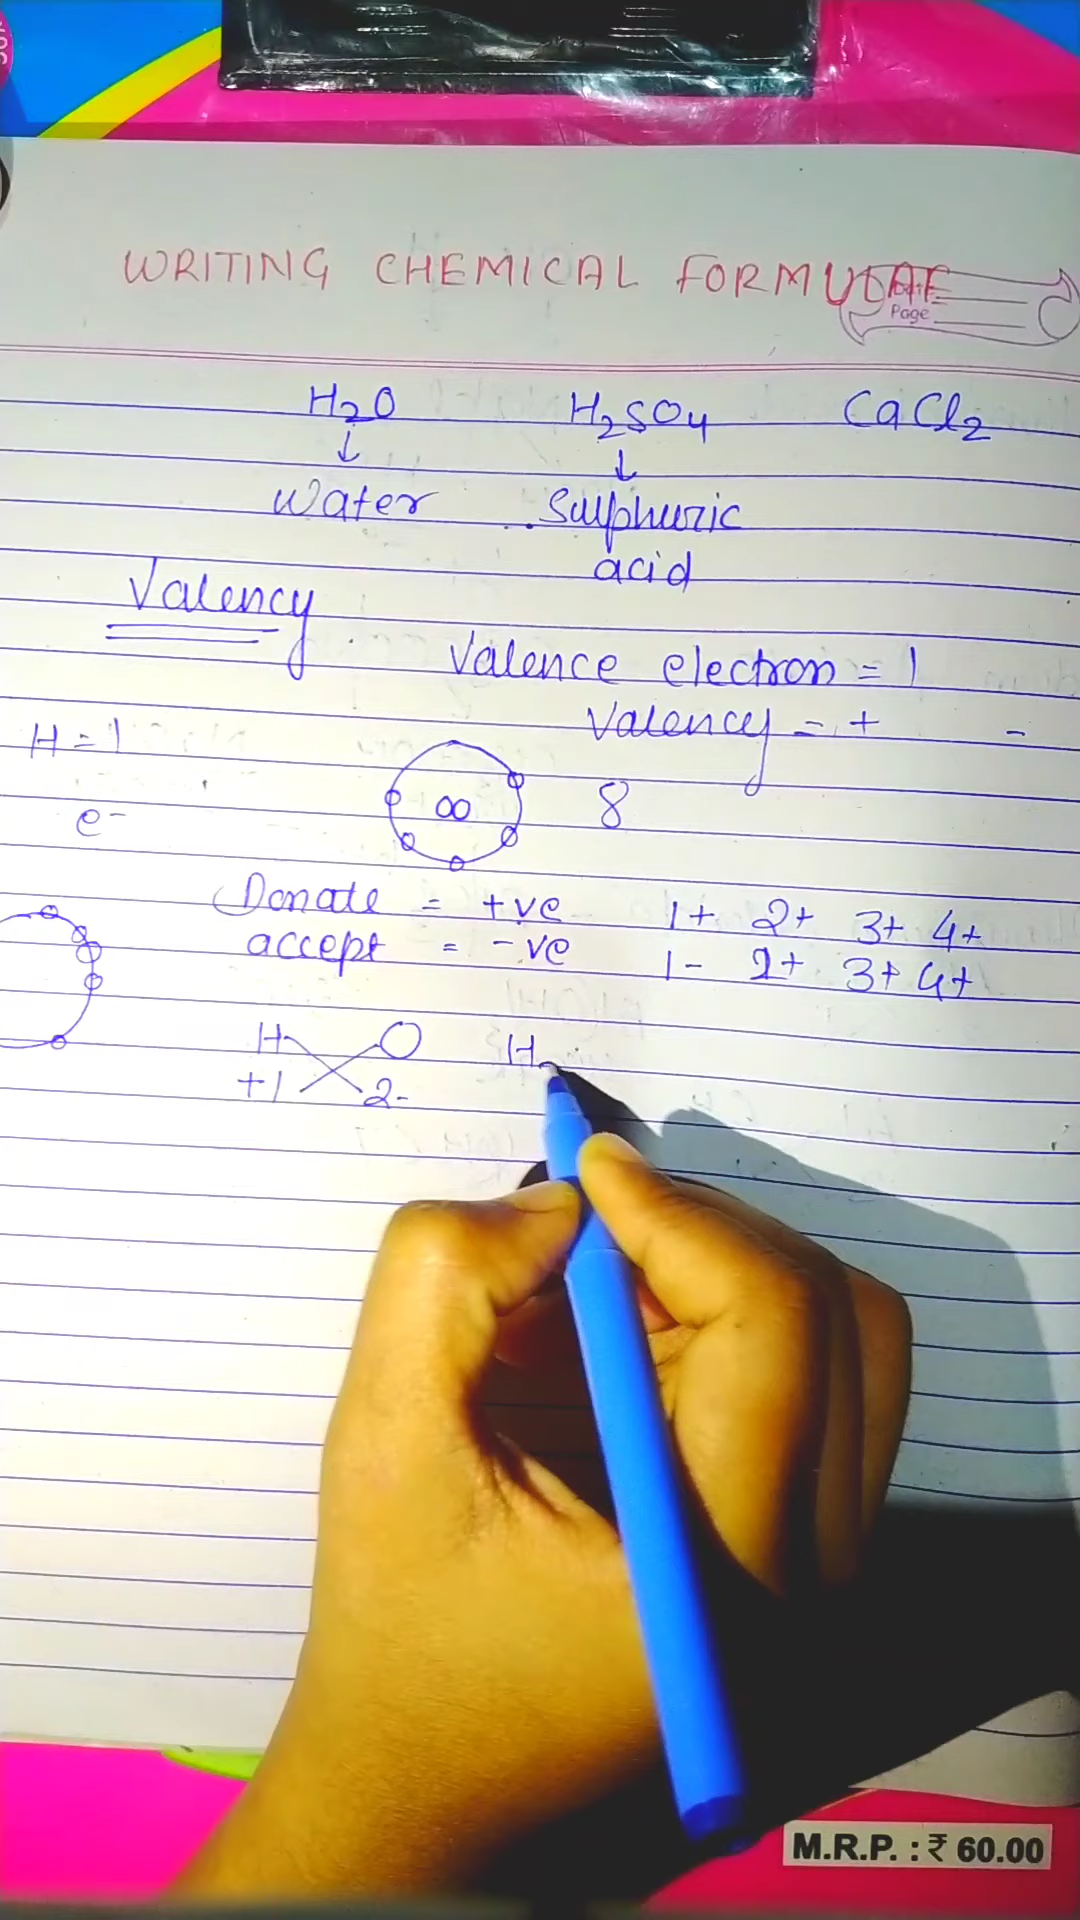 WRITING CHEMICAL FORMULAE
Page
H2O H2SO4 CaCl2
↓ ↓
Water Sulphuric
acid
Valency
Valence electron = 1
Valency = + -
H = 1
8
e-
Donate = +ve 1+ 2+ 3+ 4+
accept = -ve 1- 2+ 3+ 4+
H O H
+1 2-
M.R.P. : ₹ 60.00